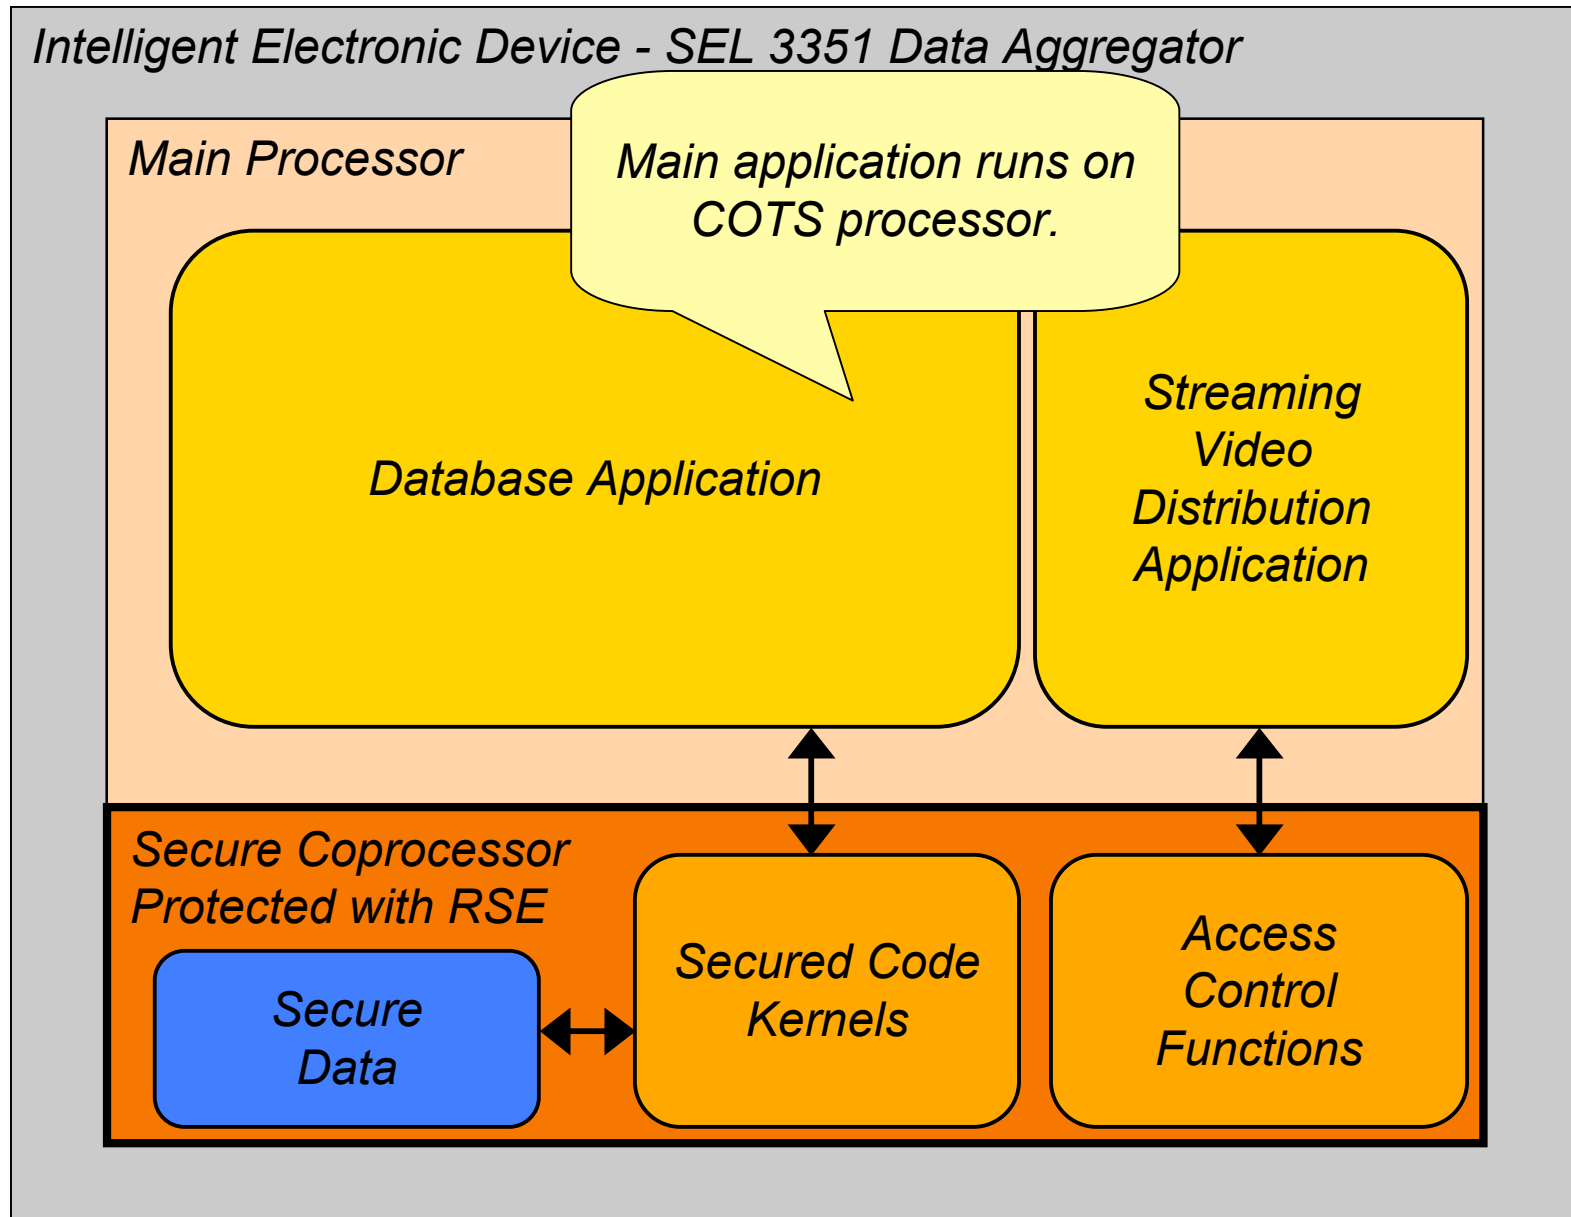 Intelligent Electronic Device - SEL 3351 Data Aggregator
Main Processor
Main application runs on
COTS processor.
Database Application
Streaming
Video
Distribution
Application
Secure Coprocessor
Protected with RSE
Secure
Data
Secured Code
Kernels
Access
Control
Functions